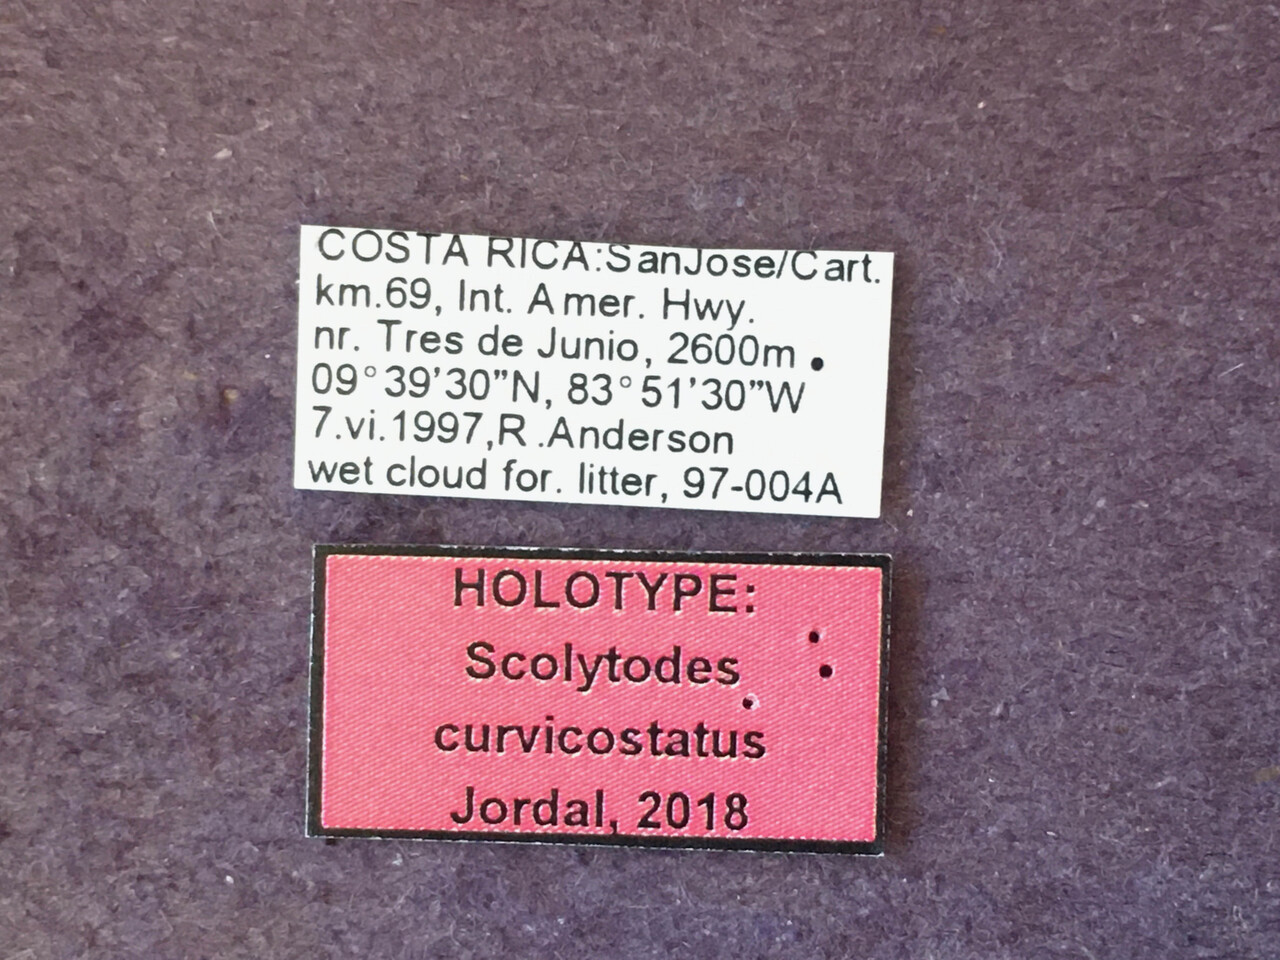 COSTA RICA:SanJose/Cart.
km.69, Int. Amer. Hwy.
nr. Tres de Junio, 2600m
09°39'30"N, 83°51'30"W
7.vi.1997,R.Anderson
wet cloud for. litter, 97-004A
HOLOTYPE:
Scolytodes
curvicostatus
Jordal, 2018